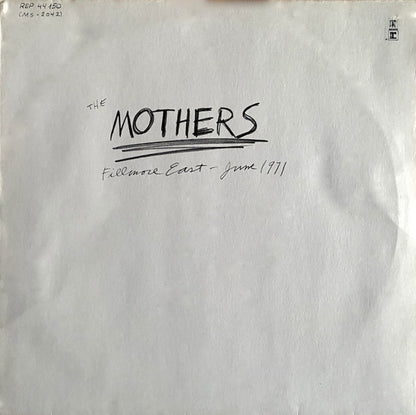 REP 44 150
(MS-2042)
THE
MOTHERS
Fillmore East - June 1971